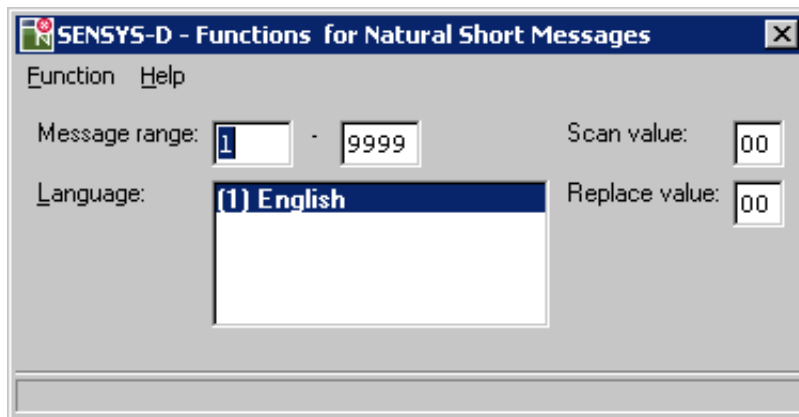 SENSYS-D - Functions for Natural Short Messages
Function Help
Message range: 1 - 9999 Scan value: 00
Language: (1) English Replace value: 00